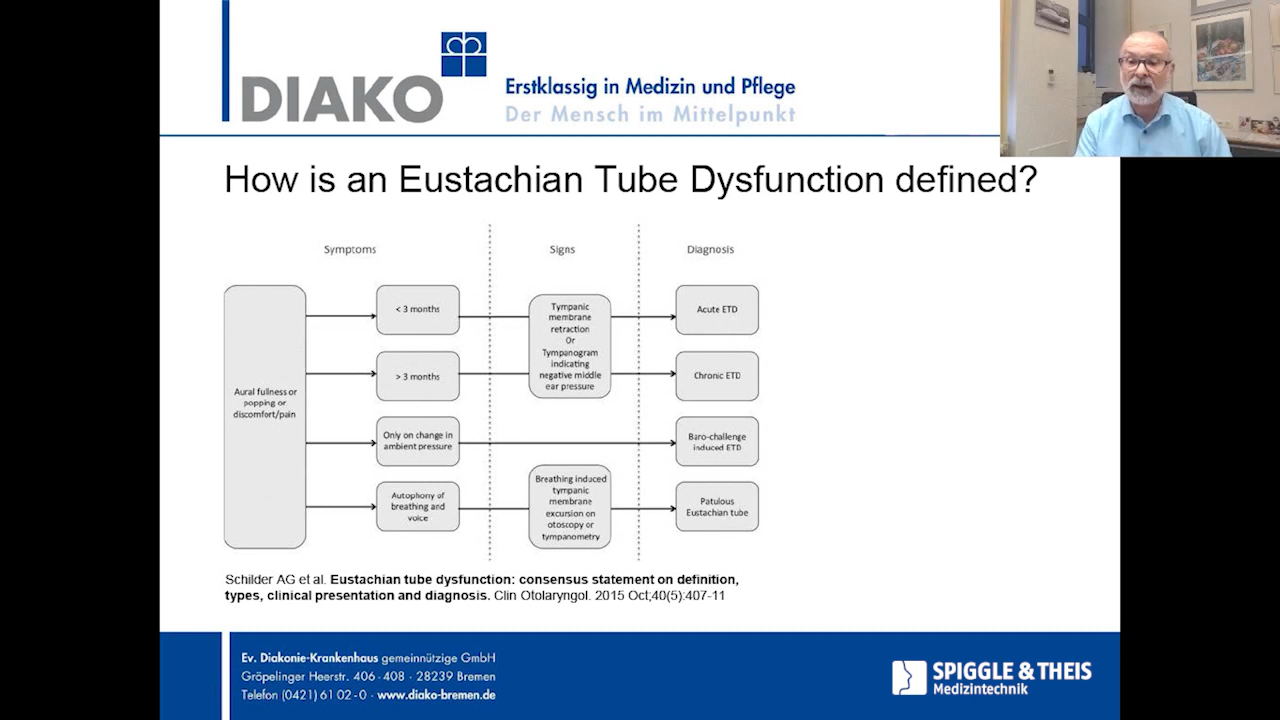 DIAKO
Erstklassig in Medizin und Pflege
Der Mensch im Mittelpunkt
How is an Eustachian Tube Dysfunction defined?
Symptoms
Signs
Diagnosis
Aural fullness or
popping or
discomfort/pain
< 3 months
> 3 months
Only on change in
ambient pressure
Autophony of
breathing and
voice
Tympanic
membrane
retraction
Or
Tympanogram
indicating
negative middle
ear pressure
Breathing induced
tympanic
membrane
excursion on
otoscopy or
tympanometry
Acute ETD
Chronic ETD
Baro-challenge
induced ETD
Patulous
Eustachian tube
Schilder AG et al. Eustachian tube dysfunction: consensus statement on definition,
types, clinical presentation and diagnosis. Clin Otolaryngol. 2015 Oct;40(5):407-11
Ev. Diakonie-Krankenhaus gemeinnützige GmbH
Gröpelinger Heerstr. 406 - 408 · 28239 Bremen
Telefon (0421) 61 02 - 0 · www.diako-bremen.de
SPIGGLE & THEIS
Medizintechnik